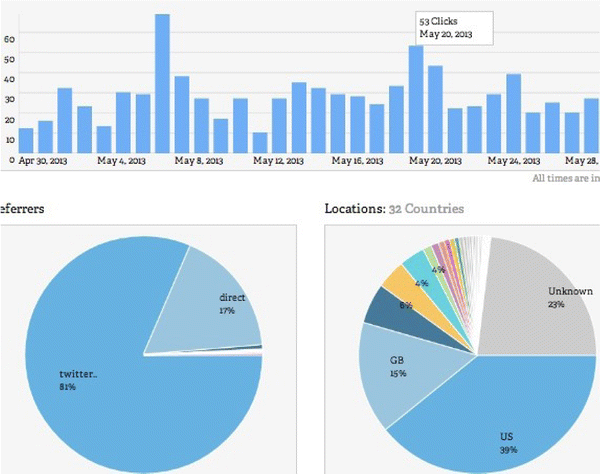 53 Clicks
May 20, 2013
60
50
40
30
20
10
0
Apr 30, 2013 May 4, 2013 May 8, 2013 May 12, 2013 May 16, 2013 May 20, 2013 May 24, 2013 May 28,
All times are in
eferrers
Locations: 32 Countries
direct
17%
twitter..
81%
4%
4%
6%
Unknown
23%
GB
15%
US
39%